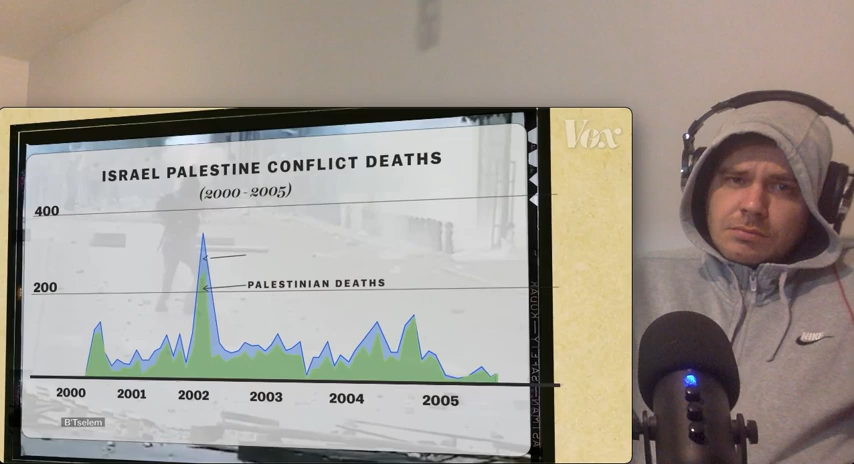 Vox
ISRAEL PALESTINE CONFLICT DEATHS
(2000-2005)
400
200
PALESTINIAN DEATHS
2000 2001 2002 2003 2004 2005
B'Tselem
NIKE